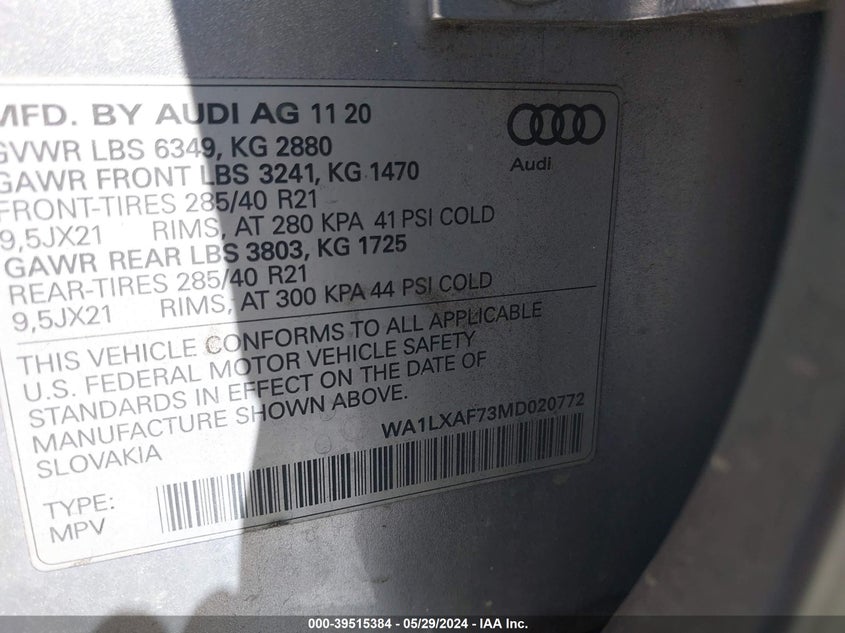 MFD. BY AUDI AG 11 20
GVWR LBS 6349, KG 2880
GAWR FRONT LBS 3241, KG 1470
FRONT-TIRES 285/40 R21
9,5JX21 RIMS, AT 280 KPA 41 PSI COLD
GAWR REAR LBS 3803, KG 1725
REAR-TIRES 285/40 R21
9,5JX21 RIMS, AT 300 KPA 44 PSI COLD
Audi
THIS VEHICLE CONFORMS TO ALL APPLICABLE
U.S. FEDERAL MOTOR VEHICLE SAFETY
STANDARDS IN EFFECT ON THE DATE OF
MANUFACTURE SHOWN ABOVE.
SLOVAKIA
WA1LXAF73MD020772
TYPE:
MPV
000-39515384 - 05/29/2024 - IAA Inc.